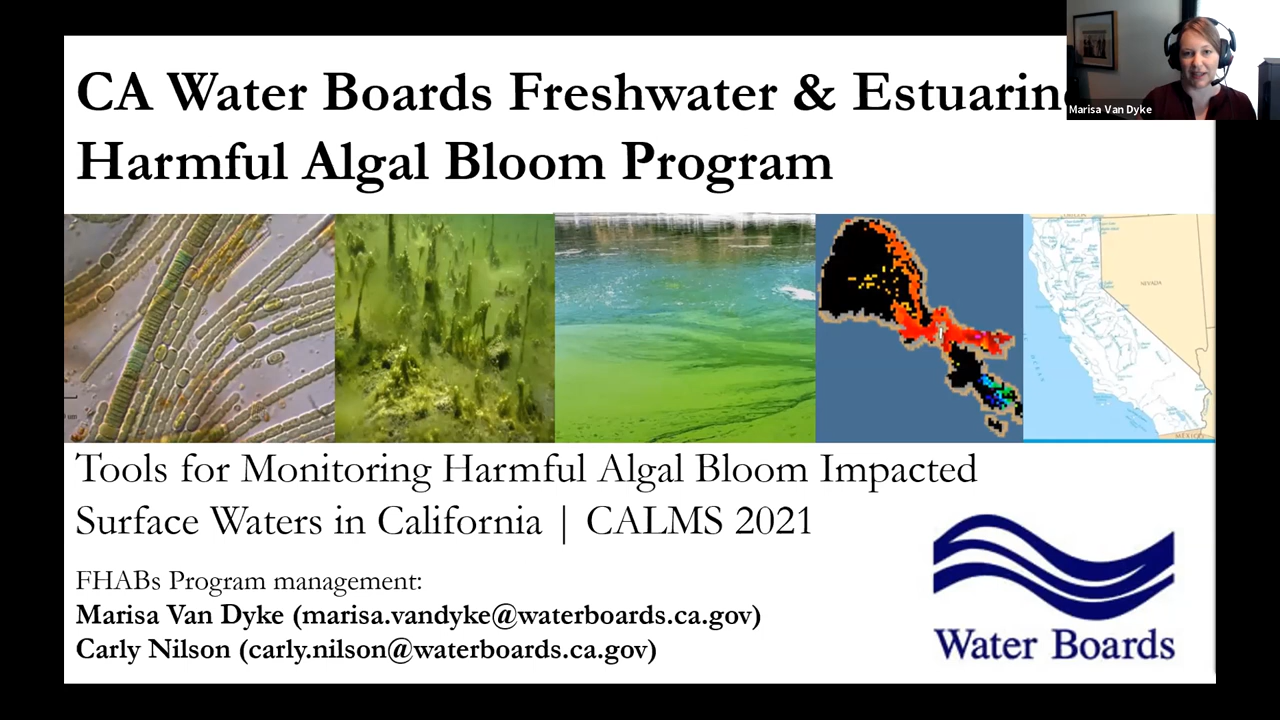 CA Water Boards Freshwater & Estuarin
Marisa Van Dyke
Harmful Algal Bloom Program
NEVADA
Tools for Monitoring Harmful Algal Bloom Impacted
Surface Waters in California | CALMS 2021
FHABs Program management:
Marisa Van Dyke (marisa.vandyke@waterboards.ca.gov)
Carly Nilson (carly.nilson@waterboards.ca.gov)
Water Boards